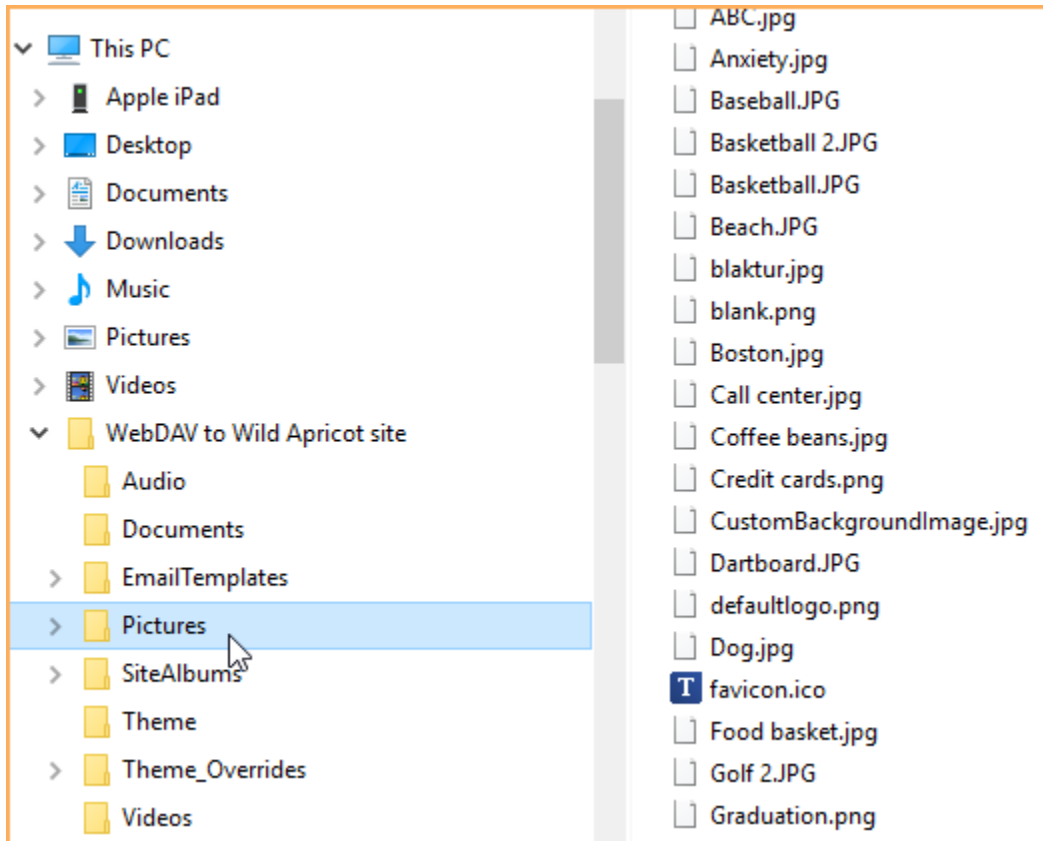 This PC
Apple iPad
Desktop
Documents
Downloads
Music
Pictures
Videos
WebDAV to Wild Apricot site
Audio
Documents
EmailTemplates
Pictures
SiteAlbums
Theme
Theme_Overrides
Videos
ABC.jpg
Anxiety.jpg
Baseball.JPG
Basketball 2.JPG
Basketball.JPG
Beach.JPG
blaktur.jpg
blank.png
Boston.jpg
Call center.jpg
Coffee beans.jpg
Credit cards.png
CustomBackgroundImage.jpg
Dartboard.JPG
defaultlogo.png
Dog.jpg
T favicon.ico
Food basket.jpg
Golf 2.JPG
Graduation.png